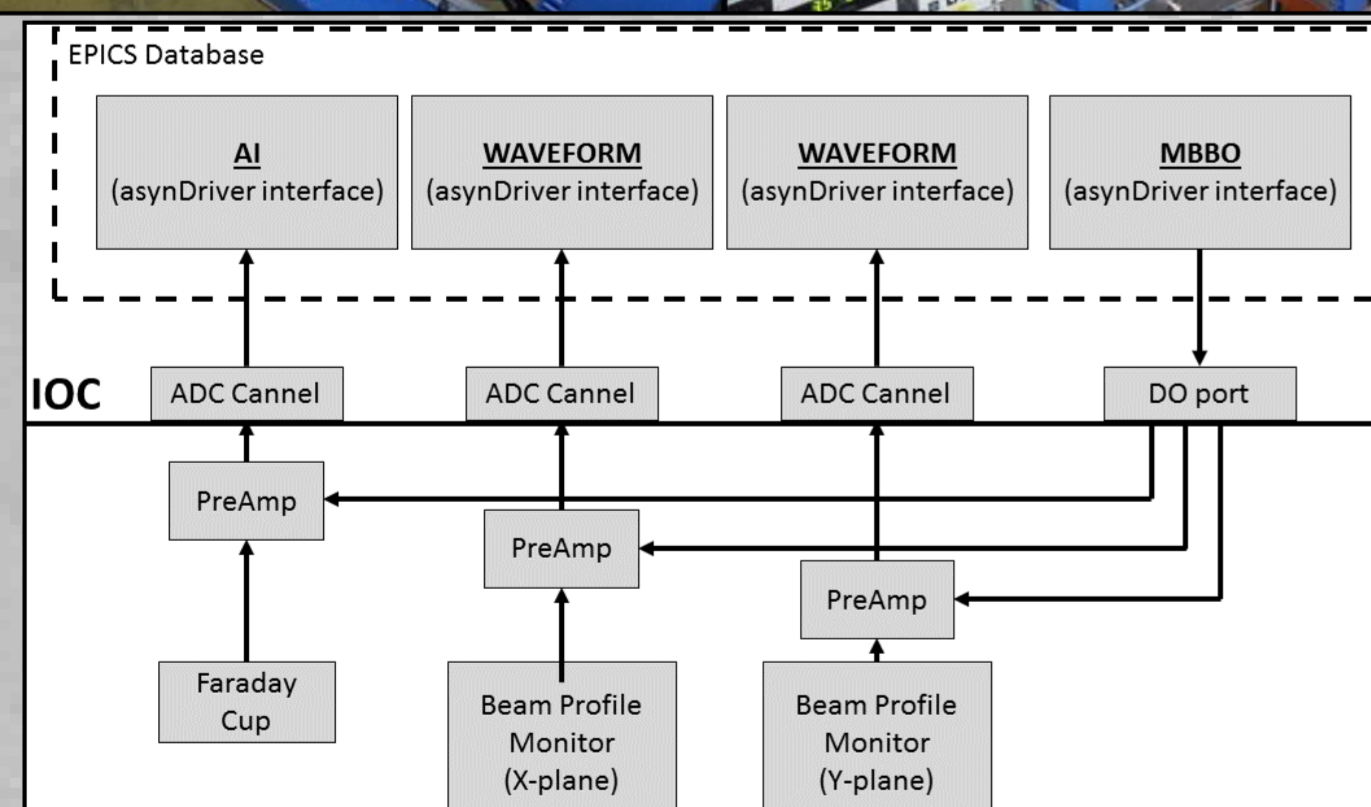 EPICS Database
AI
(asynDriver interface)
WAVEFORM
(asynDriver interface)
WAVEFORM
(asynDriver interface)
MBBO
(asynDriver interface)
IOC
ADC Cannel
ADC Cannel
ADC Cannel
DO port
PreAmp
PreAmp
PreAmp
Faraday
Cup
Beam Profile
Monitor
(X-plane)
Beam Profile
Monitor
(Y-plane)